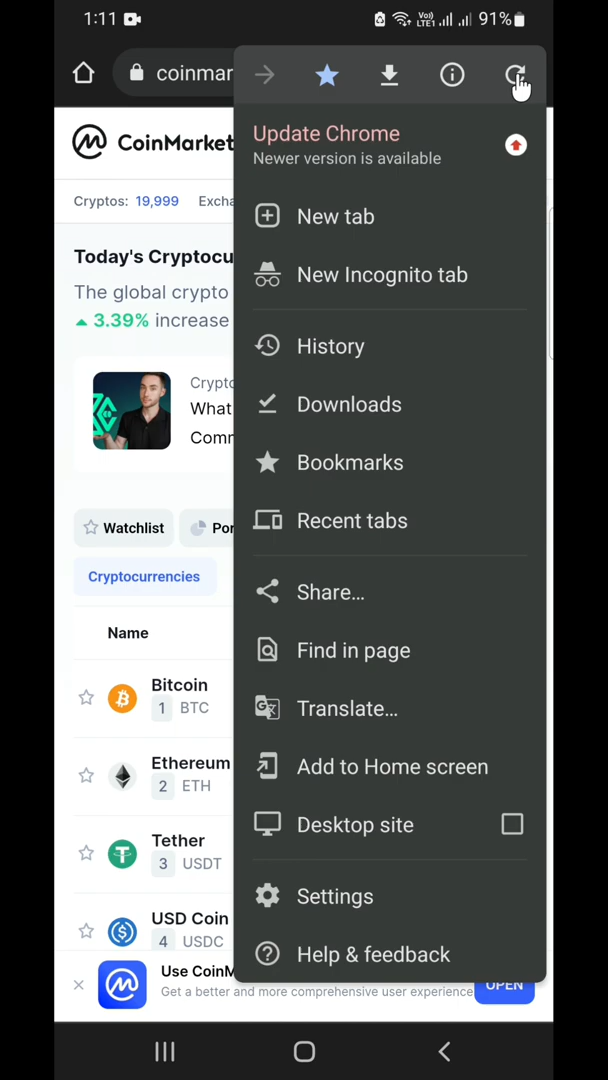 1:11
Vo))
LTE1
91%
coinmar
Update Chrome
Newer version is available
New tab
New Incognito tab
History
Downloads
Bookmarks
Recent tabs
Share...
Find in page
Translate...
Add to Home screen
Desktop site
Settings
Help & feedback
CoinMarket
Cryptos: 19,999 Excha
Today's Cryptocu
The global crypto
3.39% increase
Crypto
What
Comm
Watchlist
Por
Cryptocurrencies
Name
Bitcoin
1 BTC
Ethereum
2 ETH
Tether
3 USDT
USD Coin
4 USDC
Use CoinM
Get a better and more comprehensive user experience
OPEN